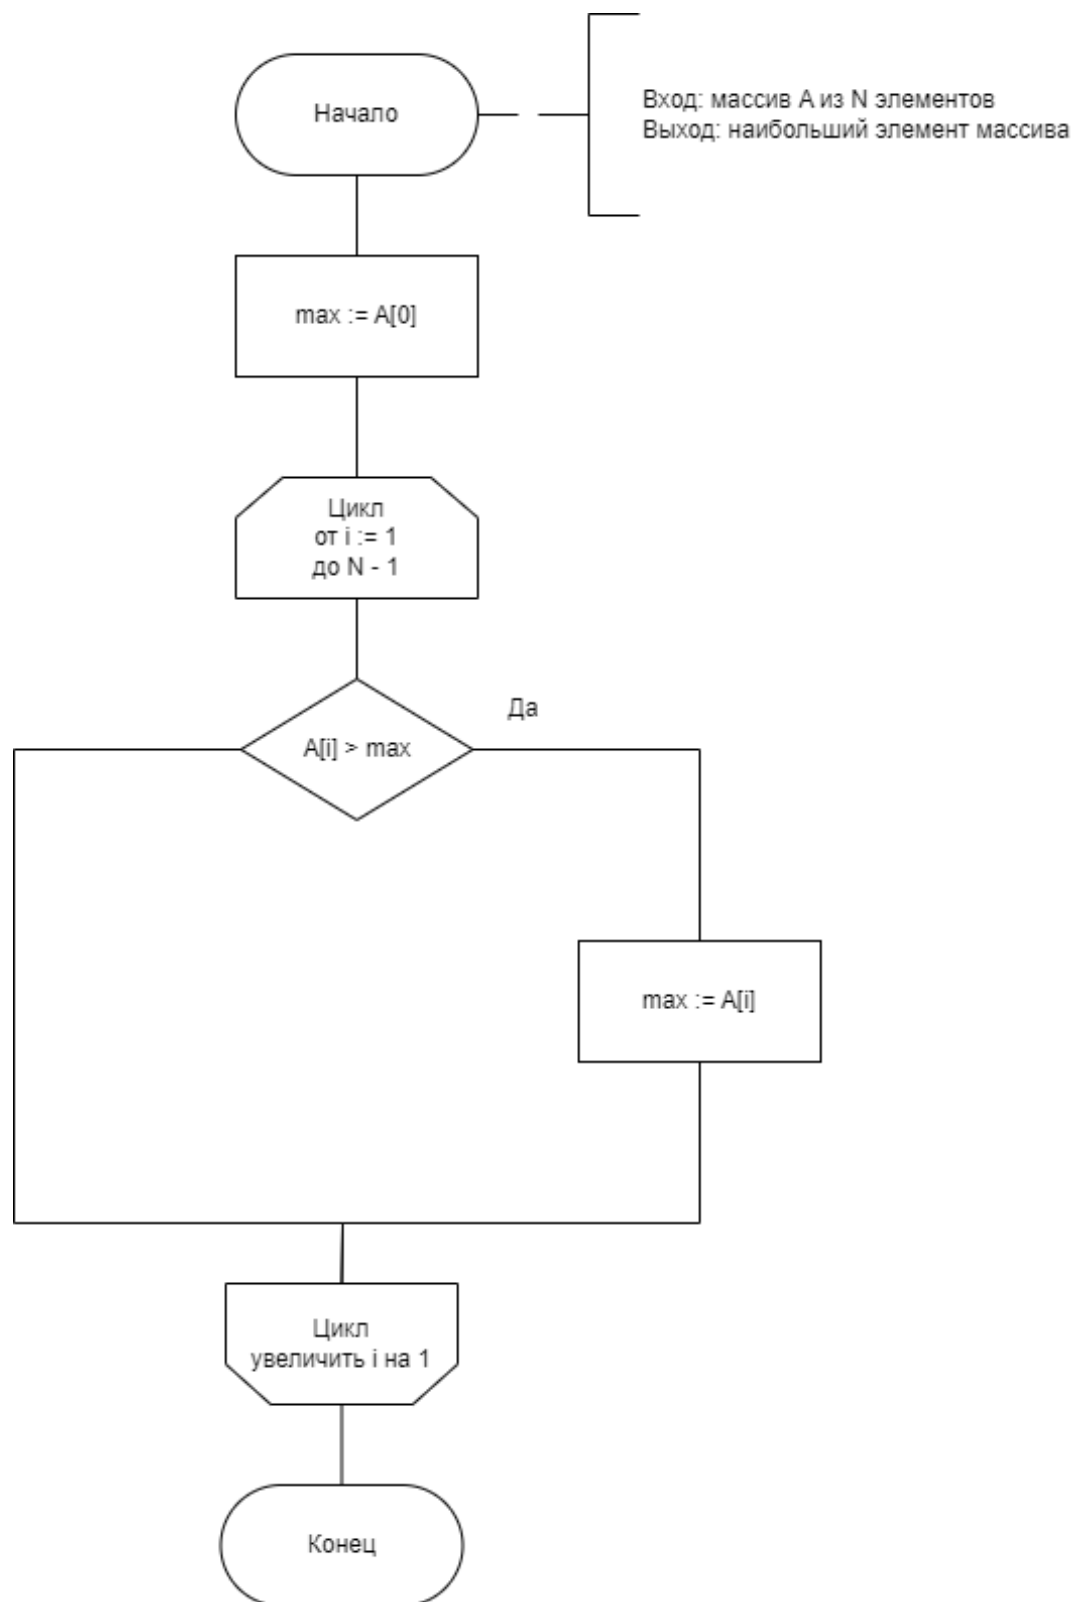 Начало
Вход: массив A из N элементов
Выход: наибольший элемент массива
max := A[0]
Цикл
от i := 1
до N - 1
Да
A[i] > max
max := A[i]
Цикл
увеличить i на 1
Конец